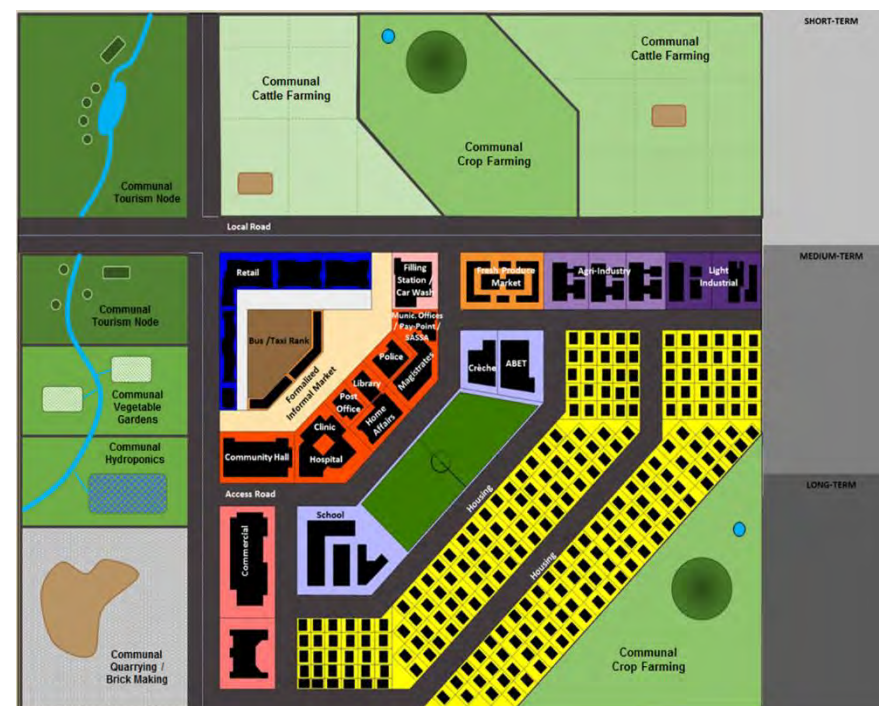 SHORT-TERM
Communal
Cattle Farming
Communal
Cattle Farming
Communal
Crop Farming
Communal
Tourism Node
Local Road
MEDIUM-TERM
Retail
Filling
Station /
Car Wash
Fresh Produce
Market
Agri-Industry
Light
Industrial
Communal
Tourism Node
Bus /Taxi Rank
Formalized
Informal Market
Munic. Offices
/ Pay-Point /
SASSA
Police
Magistrates
Library
Post
Office
Home
Affairs
Clinic
Hospital
Community Hall
Crèche
ABET
Communal
Vegetable
Gardens
Communal
Hydroponics
Access Road
LONG-TERM
School
Housing
Housing
Commercial
Communal
Quarrying /
Brick Making
Communal
Crop Farming